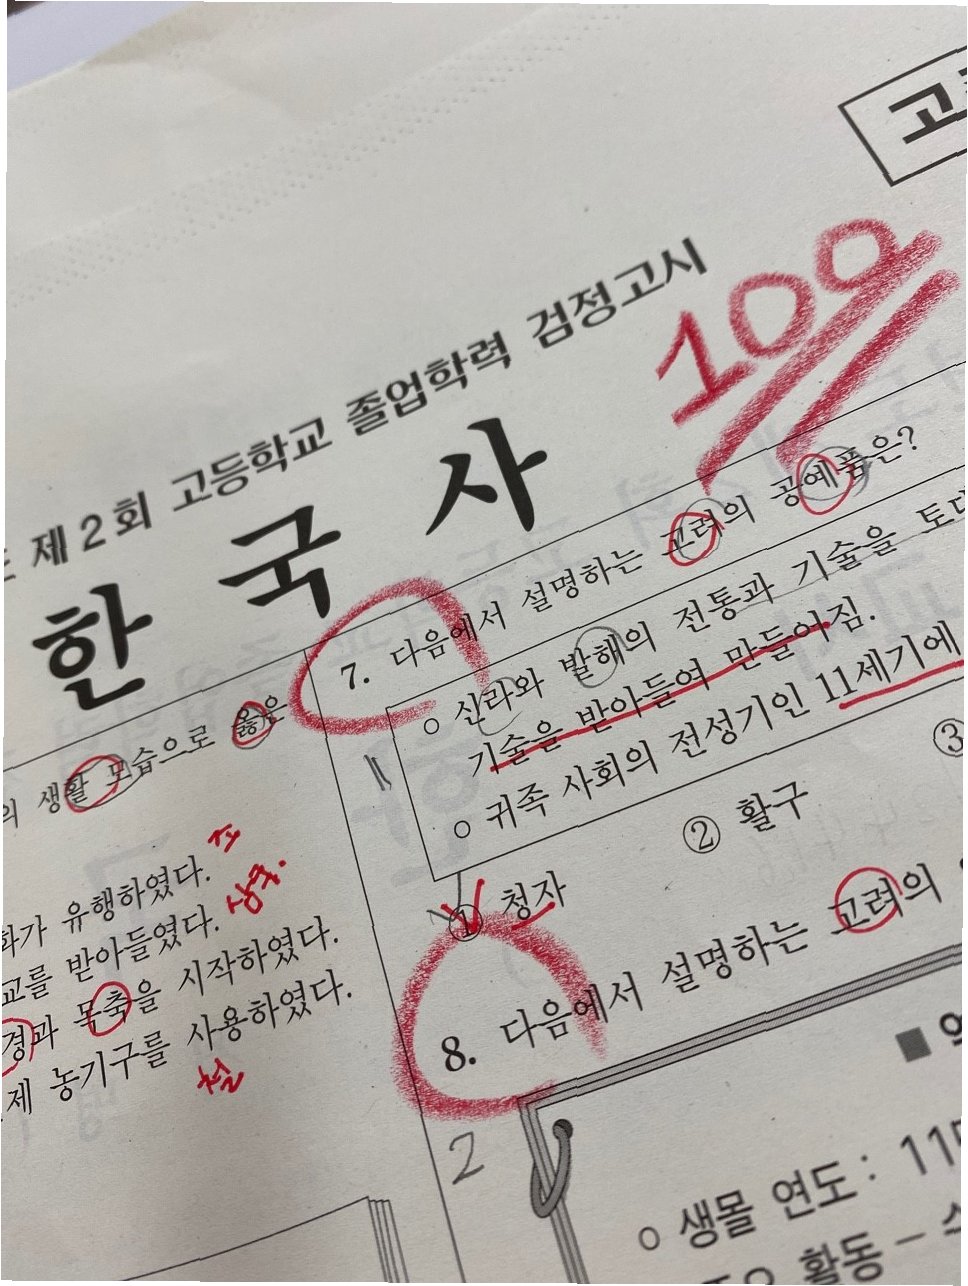 제 2 회 고등학교 졸업학력 검정고시
100
한 국 사
의 생활 모습으로 옳은
유행하였다.
교를 받아들였다.
경과 목축을 시작하였다.
제 농기구를 사용하였다.
철
7. 다음에서 설명하는 고려의 공예품은?
○ 신라와 발해의 전통과 기술을 토대
기술을 받아들여 만들어짐.
○ 귀족 사회의 전성기인 11세기에
① 청자
② 활구
③
8. 다음에서 설명하는 고려의
2
○ 생몰 연도 : 11
활동 –